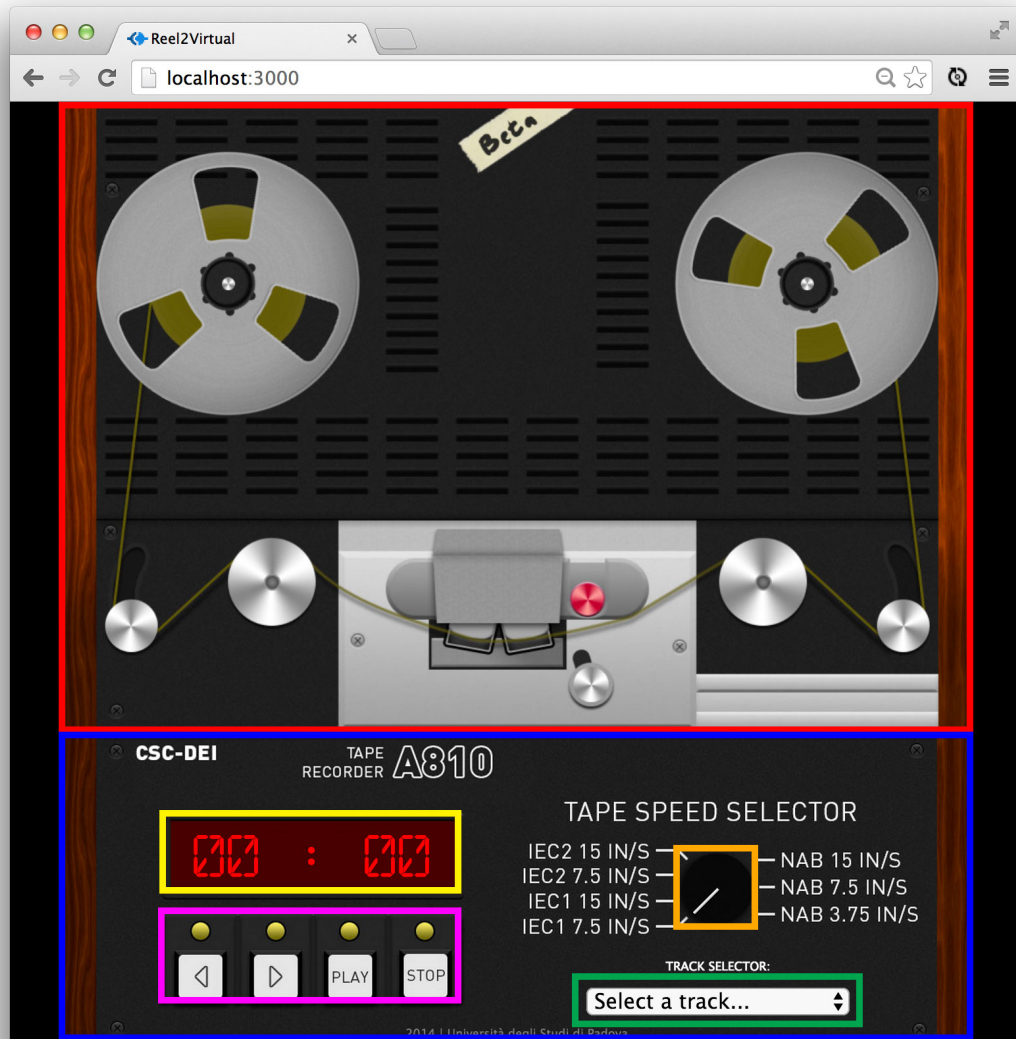 Reel2Virtual
localhost:3000
Beta
CSC-DEI
TAPE
RECORDER A810
00 : 00
TAPE SPEED SELECTOR
IEC2 15 IN/S
IEC2 7.5 IN/S
IEC1 15 IN/S
IEC1 7.5 IN/S
NAB 15 IN/S
NAB 7.5 IN/S
NAB 3.75 IN/S
PLAY
STOP
TRACK SELECTOR:
Select a track...
2014 | Università degli Studi di Padova